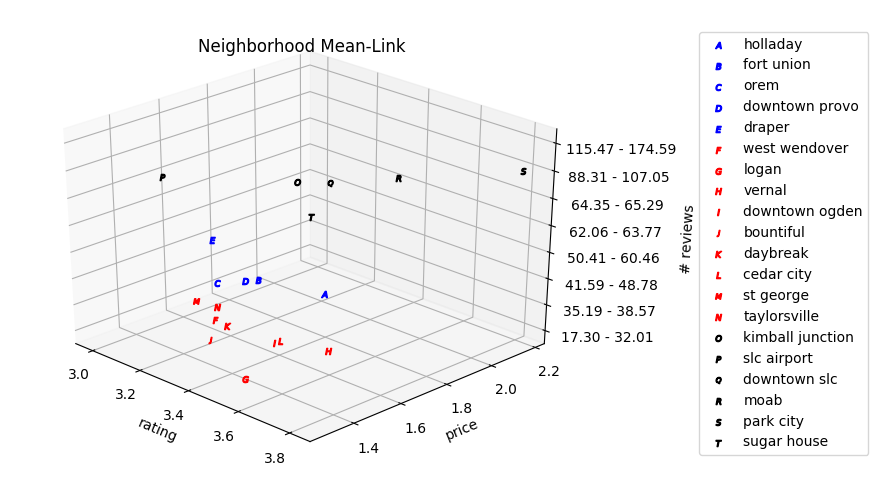 Neighborhood Mean-Link
A holladay
B fort union
C orem
D downtown provo
E draper
F west wendover
G logan
H vernal
I downtown ogden
J bountiful
K daybreak
L cedar city
M st george
N taylorsville
O kimball junction
P slc airport
Q downtown slc
R moab
S park city
T sugar house
115.47 - 174.59
88.31 - 107.05
64.35 - 65.29
62.06 - 63.77
50.41 - 60.46
41.59 - 48.78
35.19 - 38.57
17.30 - 32.01
# reviews
P
O
Q
R
S
T
E
C
D
B
A
M
N
F
K
J
I
L
H
G
3.0
3.2
3.4
3.6
3.8
rating
1.4
1.6
1.8
2.0
2.2
price